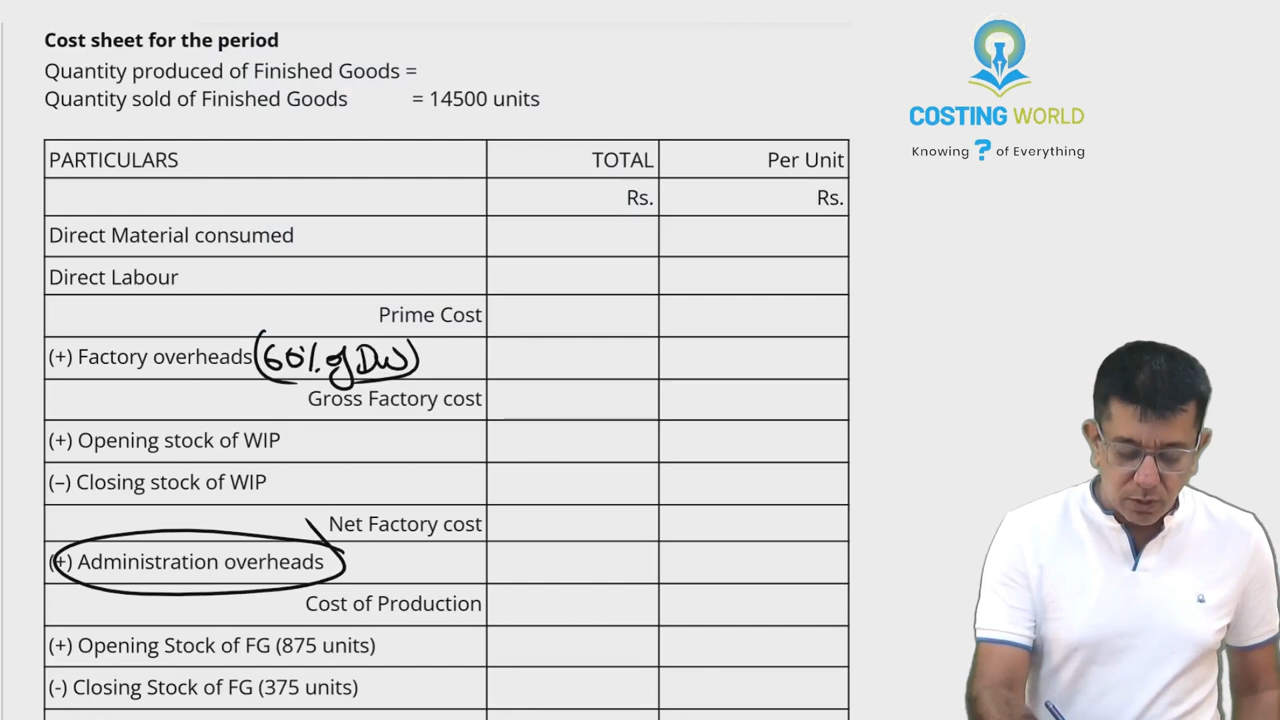 Cost sheet for the period
Quantity produced of Finished Goods =
Quantity sold of Finished Goods = 14500 units
COSTING WORLD
Knowing ? of Everything
PARTICULARS TOTAL Per Unit
Rs. Rs.
Direct Material consumed
Direct Labour
Prime Cost
(+) Factory overheads (60% of DW)
Gross Factory cost
(+) Opening stock of WIP
(–) Closing stock of WIP
Net Factory cost
(+) Administration overheads
Cost of Production
(+) Opening Stock of FG (875 units)
(-) Closing Stock of FG (375 units)